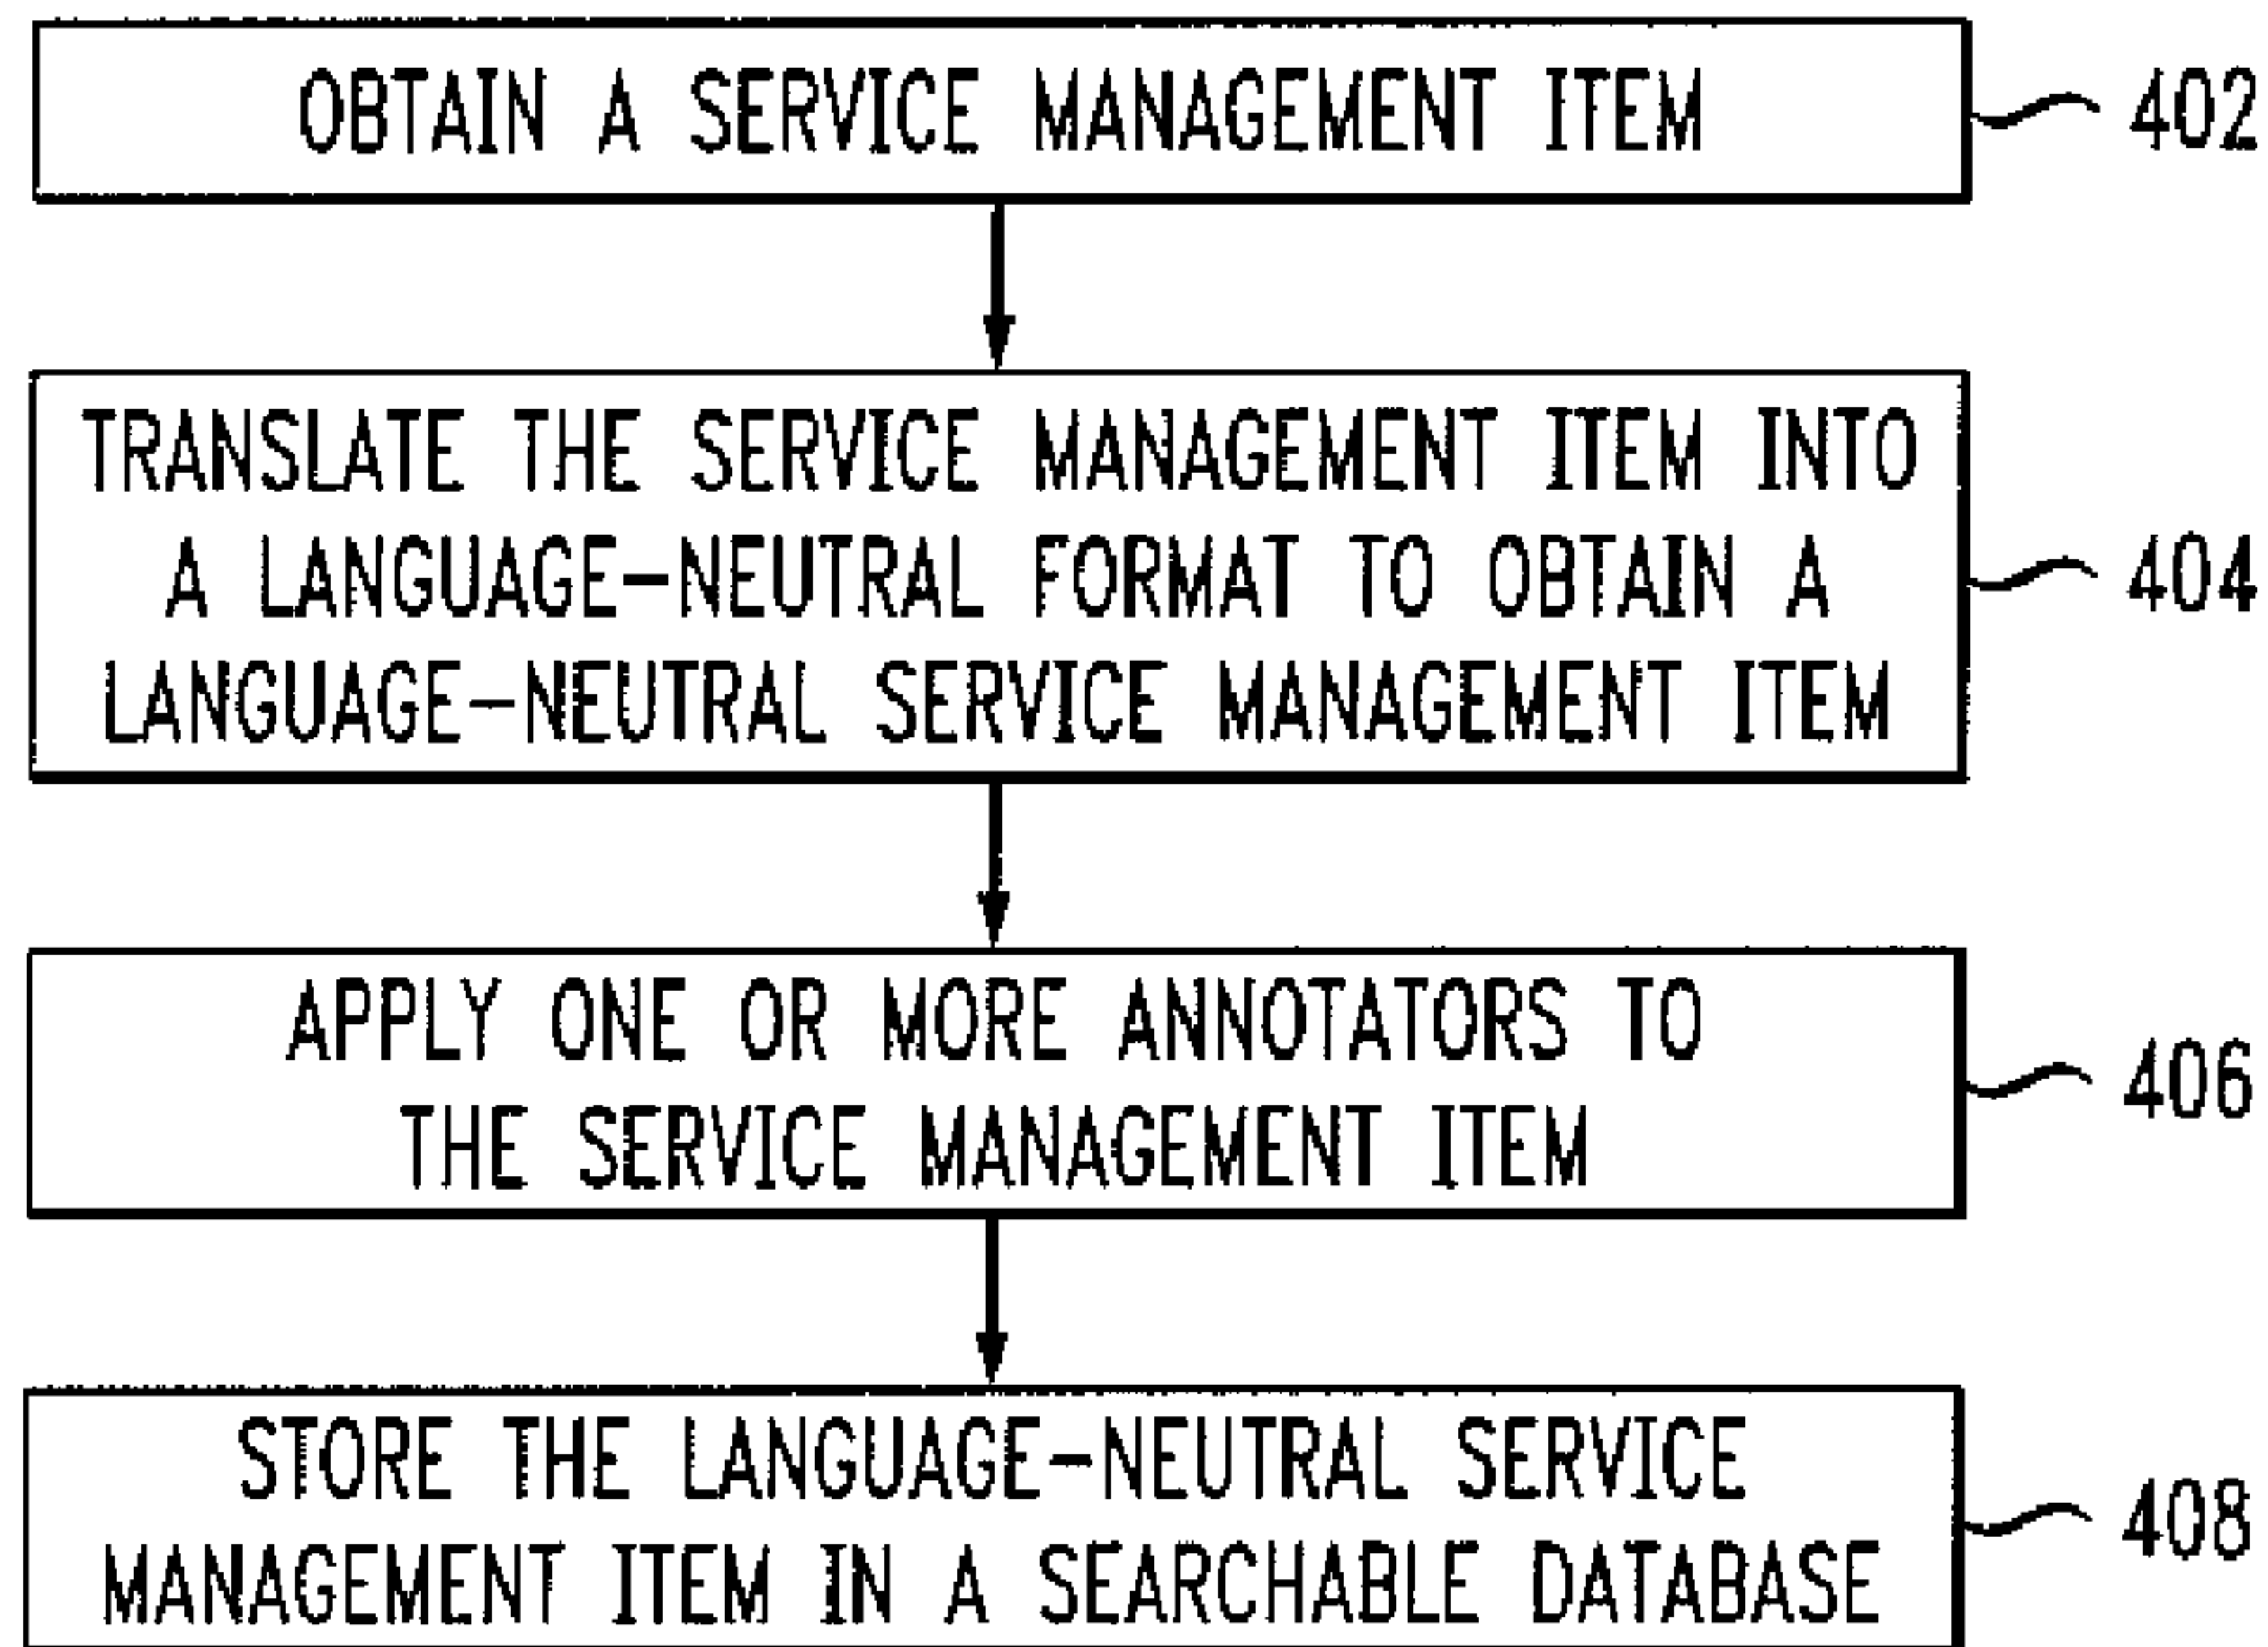 OBTAIN A SERVICE MANAGEMENT ITEM
402
TRANSLATE THE SERVICE MANAGEMENT ITEM INTO
A LANGUAGE-NEUTRAL FORMAT TO OBTAIN A
LANGUAGE-NEUTRAL SERVICE MANAGEMENT ITEM
404
APPLY ONE OR MORE ANNOTATORS TO
THE SERVICE MANAGEMENT ITEM
406
STORE THE LANGUAGE-NEUTRAL SERVICE
MANAGEMENT ITEM IN A SEARCHABLE DATABASE
408